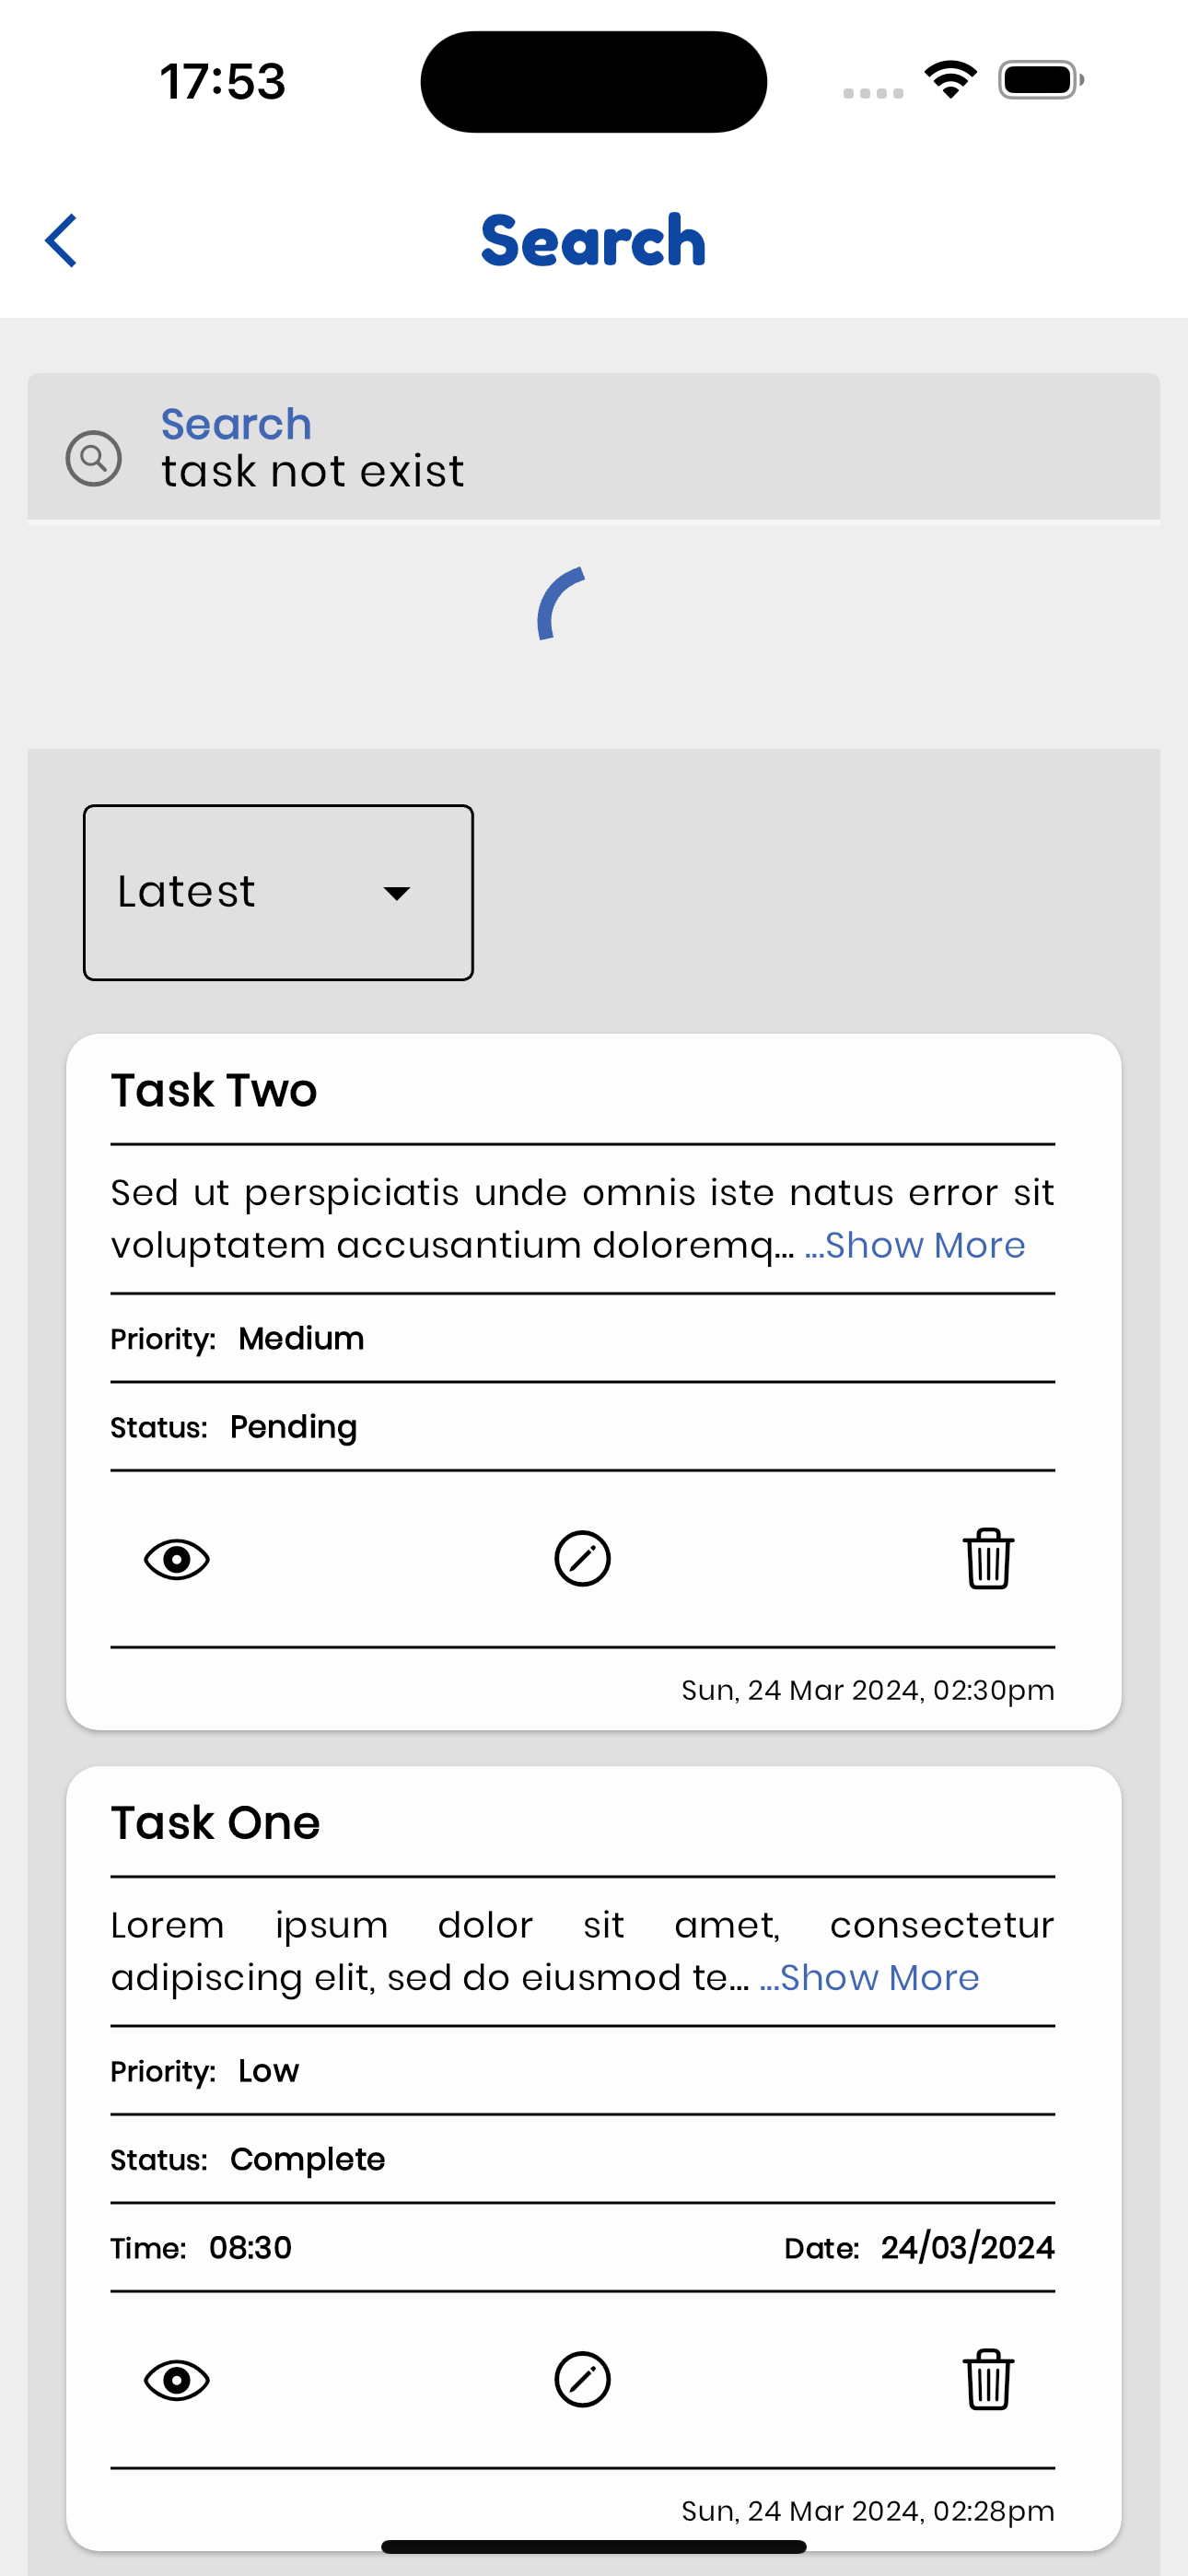 17:53
Search
Search
task not exist
Latest
Task Two
Sed ut perspiciatis unde omnis iste natus error sit
voluptatem accusantium doloremq... ...Show More
Priority: Medium
Status: Pending
Sun, 24 Mar 2024, 02:30pm
Task One
Lorem ipsum dolor sit amet, consectetur
adipiscing elit, sed do eiusmod te... ...Show More
Priority: Low
Status: Complete
Time: 08:30 Date: 24/03/2024
Sun, 24 Mar 2024, 02:28pm